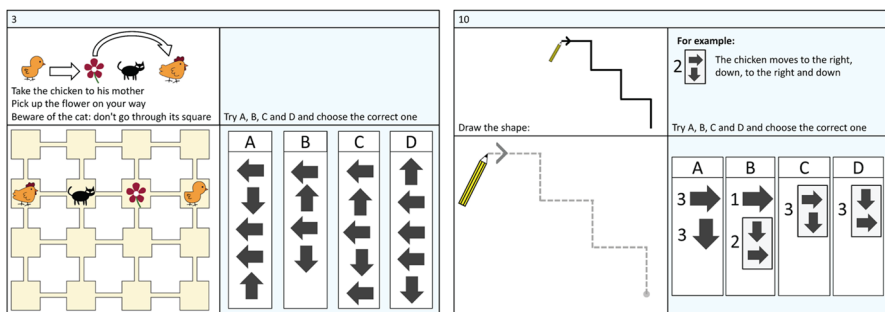 3
Take the chicken to his mother
Pick up the flower on your way
Beware of the cat: don't go through its square
Try A, B, C and D and choose the correct one
A B C D
10
Draw the shape:
For example:
2
The chicken moves to the right,
down, to the right and down
Try A, B, C and D and choose the correct one
A B C D
3 1 3 3
3 2